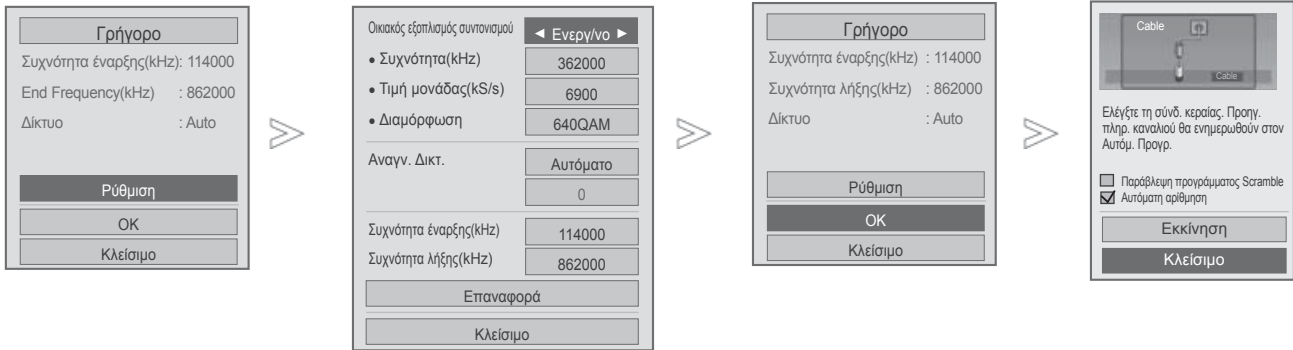 Γρήγορο
Συχνότητα έναρξης(kHz): 114000
End Frequency(kHz) : 862000
Δίκτυο : Auto
Ρύθμιση
OK
Κλείσιμο
Οικιακός εξοπλισμός συντονισμού ◄ Ενεργ/νο ►
• Συχνότητα(kHz) 362000
• Τιμή μονάδας(kS/s) 6900
• Διαμόρφωση 640QAM
Αναγν. Δικτ. Αυτόματο
0
Συχνότητα έναρξης(kHz) 114000
Συχνότητα λήξης(kHz) 862000
Επαναφορά
Κλείσιμο
Γρήγορο
Συχνότητα έναρξης(kHz) : 114000
Συχνότητα λήξης(kHz) : 862000
Δίκτυο : Auto
Ρύθμιση
OK
Κλείσιμο
Cable
Cable
Ελέγξτε τη σύνδ. κεραίας. Προηγ.
πληρ. καναλιού θα ενημερωθούν στον
Αυτόμ. Προγρ.
Παράβλεψη προγράμματος Scramble
Αυτόματη αρίθμηση
Εκκίνηση
Κλείσιμο